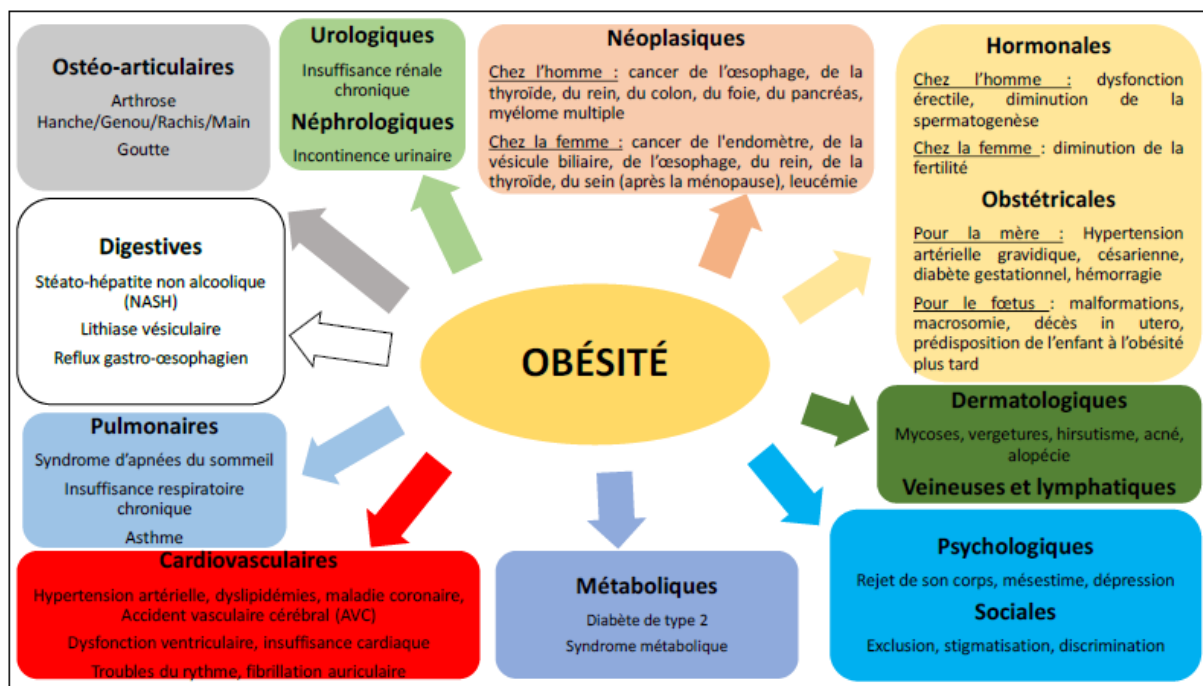 Ostéo-articulaires
Arthrose
Hanche/Genou/Rachis/Main
Goutte
Urologiques
Insuffisance rénale
chronique
Néphrologiques
Incontinence urinaire
Néoplasiques
Chez l'homme : cancer de l'œsophage, de la
thyroïde, du rein, du colon, du foie, du pancréas,
myélome multiple
Chez la femme : cancer de l'endomètre, de la
vésicule biliaire, de l'œsophage, du rein, de la
thyroïde, du sein (après la ménopause), leucémie
Hormonales
Chez l'homme : dysfonction
érectile, diminution de la
spermatogenèse
Chez la femme : diminution de la
fertilité
Obstétricales
Pour la mère : Hypertension
artérielle gravidique, césarienne,
diabète gestationnel, hémorragie
Pour le fœtus : malformations,
macrosomie, décès in utero,
prédisposition de l'enfant à l'obésité
plus tard
Digestives
Stéato-hépatite non alcoolique
(NASH)
Lithiase vésiculaire
Reflux gastro-œsophagien
OBÉSITÉ
Dermatologiques
Mycoses, vergetures, hirsutisme, acné,
alopécie
Veineuses et lymphatiques
Pulmonaires
Syndrome d'apnées du sommeil
Insuffisance respiratoire
chronique
Asthme
Cardiovasculaires
Hypertension artérielle, dyslipidémies, maladie coronaire,
Accident vasculaire cérébral (AVC)
Dysfonction ventriculaire, insuffisance cardiaque
Troubles du rythme, fibrillation auriculaire
Métaboliques
Diabète de type 2
Syndrome métabolique
Psychologiques
Rejet de son corps, mésestime, dépression
Sociales
Exclusion, stigmatisation, discrimination